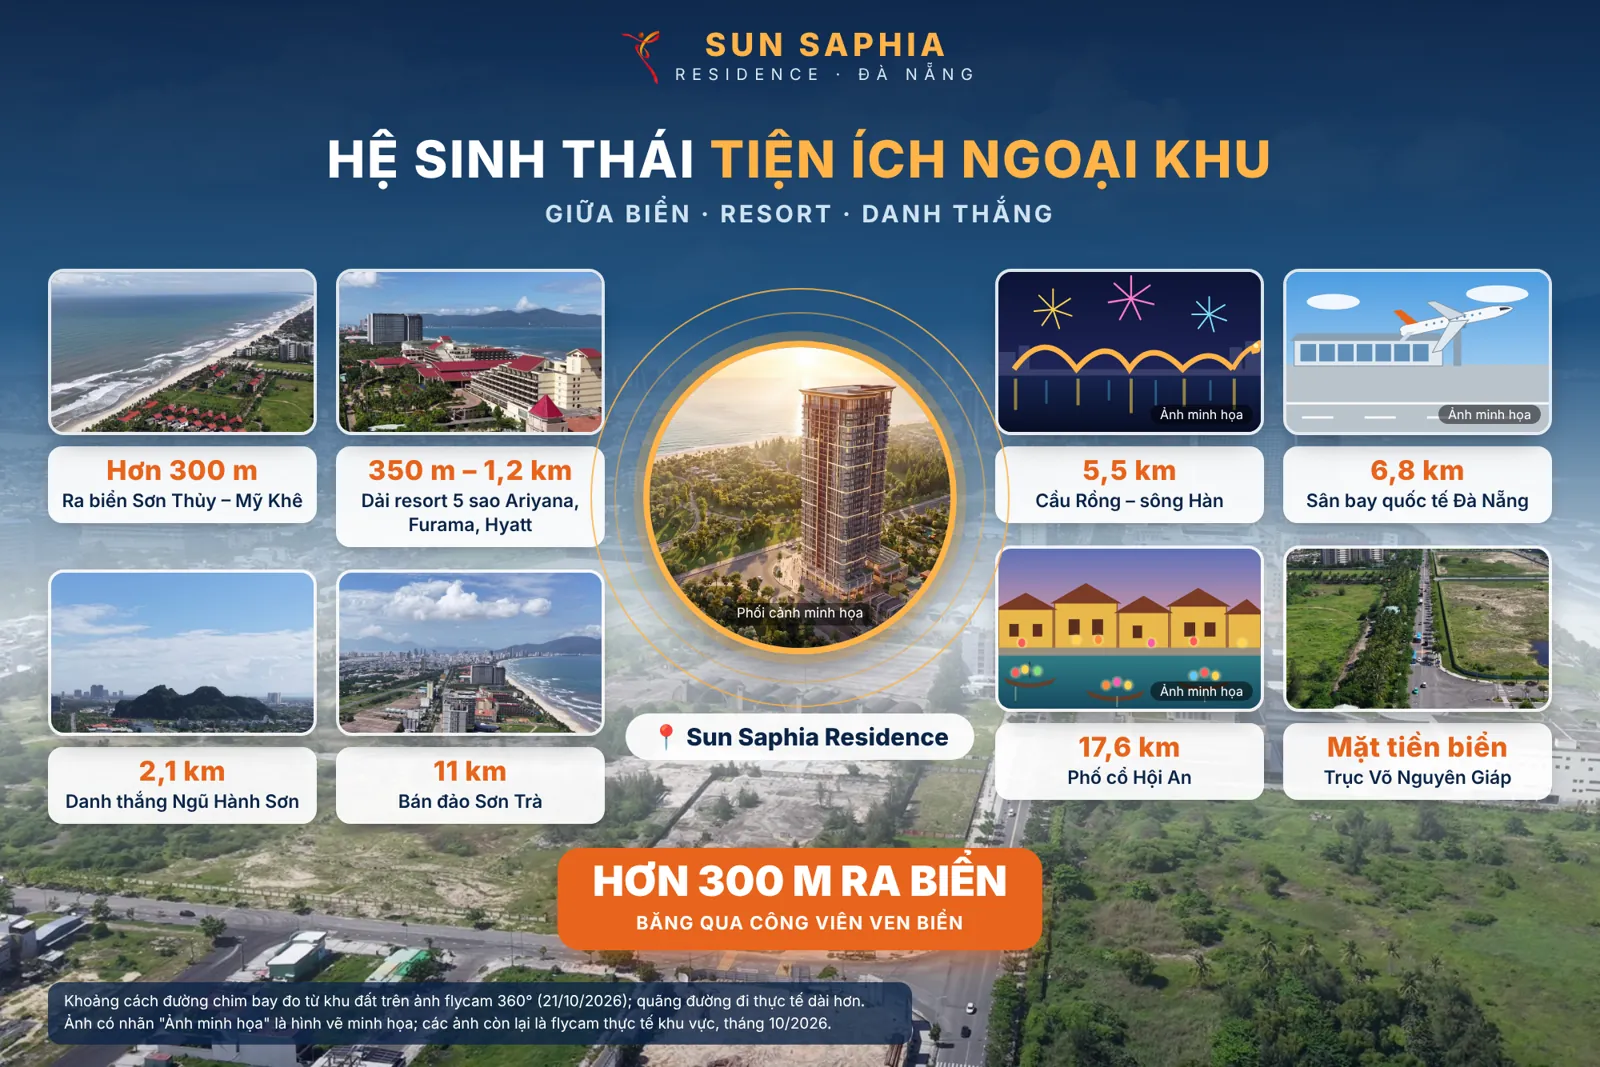 SUN SAPHIA
RESIDENCE · ĐÀ NẴNG
HỆ SINH THÁI TIỆN ÍCH NGOẠI KHU
GIỮA BIỂN · RESORT · DANH THẮNG
Hơn 300 m
Ra biển Sơn Thủy – Mỹ Khê
350 m – 1,2 km
Dải resort 5 sao Ariyana,
Furama, Hyatt
2,1 km
Danh thắng Ngũ Hành Sơn
11 km
Bán đảo Sơn Trà
Phối cảnh minh họa
📍 Sun Saphia Residence
Ảnh minh họa
5,5 km
Cầu Rồng – sông Hàn
Ảnh minh họa
6,8 km
Sân bay quốc tế Đà Nẵng
Ảnh minh họa
17,6 km
Phố cổ Hội An
Mặt tiền biển
Trục Võ Nguyên Giáp
HƠN 300 M RA BIỂN
BĂNG QUA CÔNG VIÊN VEN BIỂN
Khoảng cách đường chim bay đo từ khu đất trên ảnh flycam 360° (21/10/2026); quãng đường đi thực tế dài hơn.
Ảnh có nhãn "Ảnh minh họa" là hình vẽ minh họa; các ảnh còn lại là flycam thực tế khu vực, tháng 10/2026.